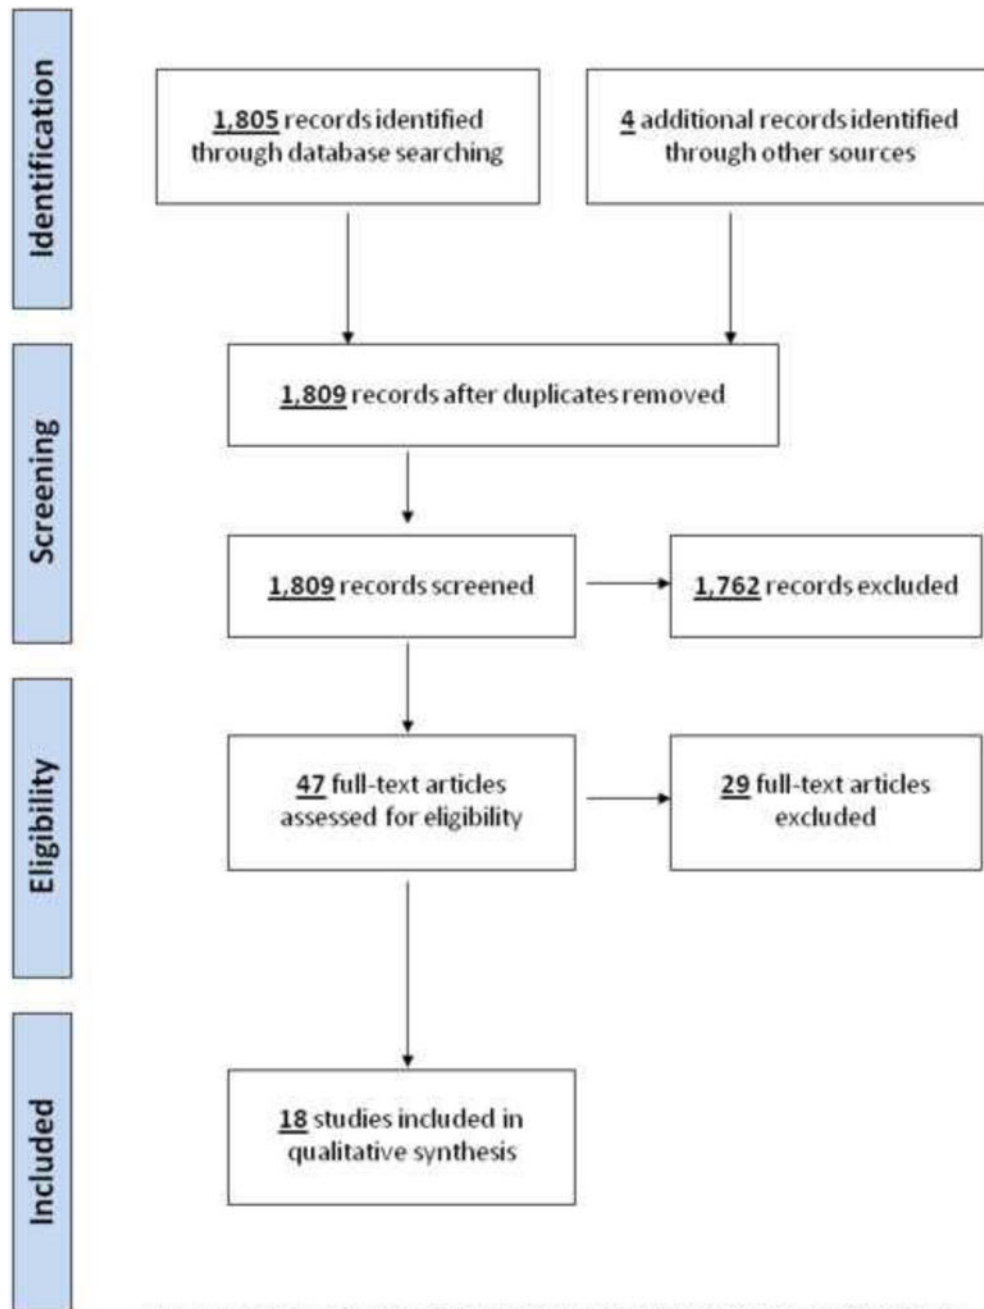 Identification
1,805 records identified
through database searching
4 additional records identified
through other sources
Screening
1,809 records after duplicates removed
1,809 records screened
1,762 records excluded
Eligibility
47 full-text articles
assessed for eligibility
29 full-text articles
excluded
Included
18 studies included in
qualitative synthesis